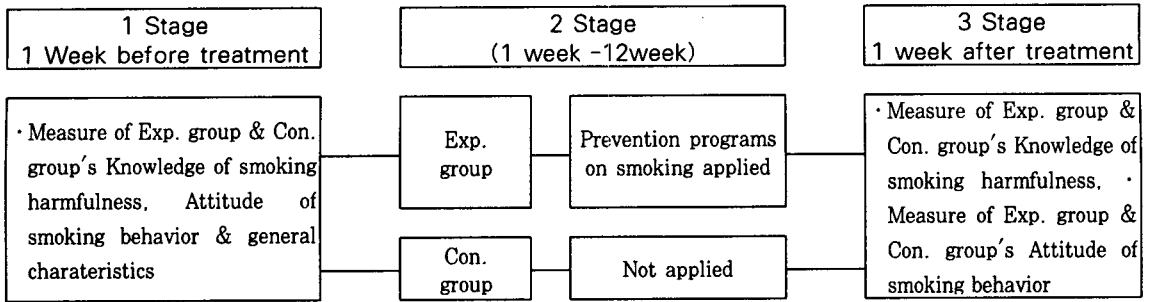 1 Stage
1 Week before treatment
2 Stage
(1 week -12week)
3 Stage
1 week after treatment
· Measure of Exp. group & Con.
group's Knowledge of smoking
harmfulness, Attitude of
smoking behavior & general
charateristics
Exp.
group
Prevention programs
on smoking applied
Con.
group
Not applied
· Measure of Exp. group &
Con. group's Knowledge of
smoking harmfulness, ·
Measure of Exp. group &
Con. group's Attitude of
smoking behavior